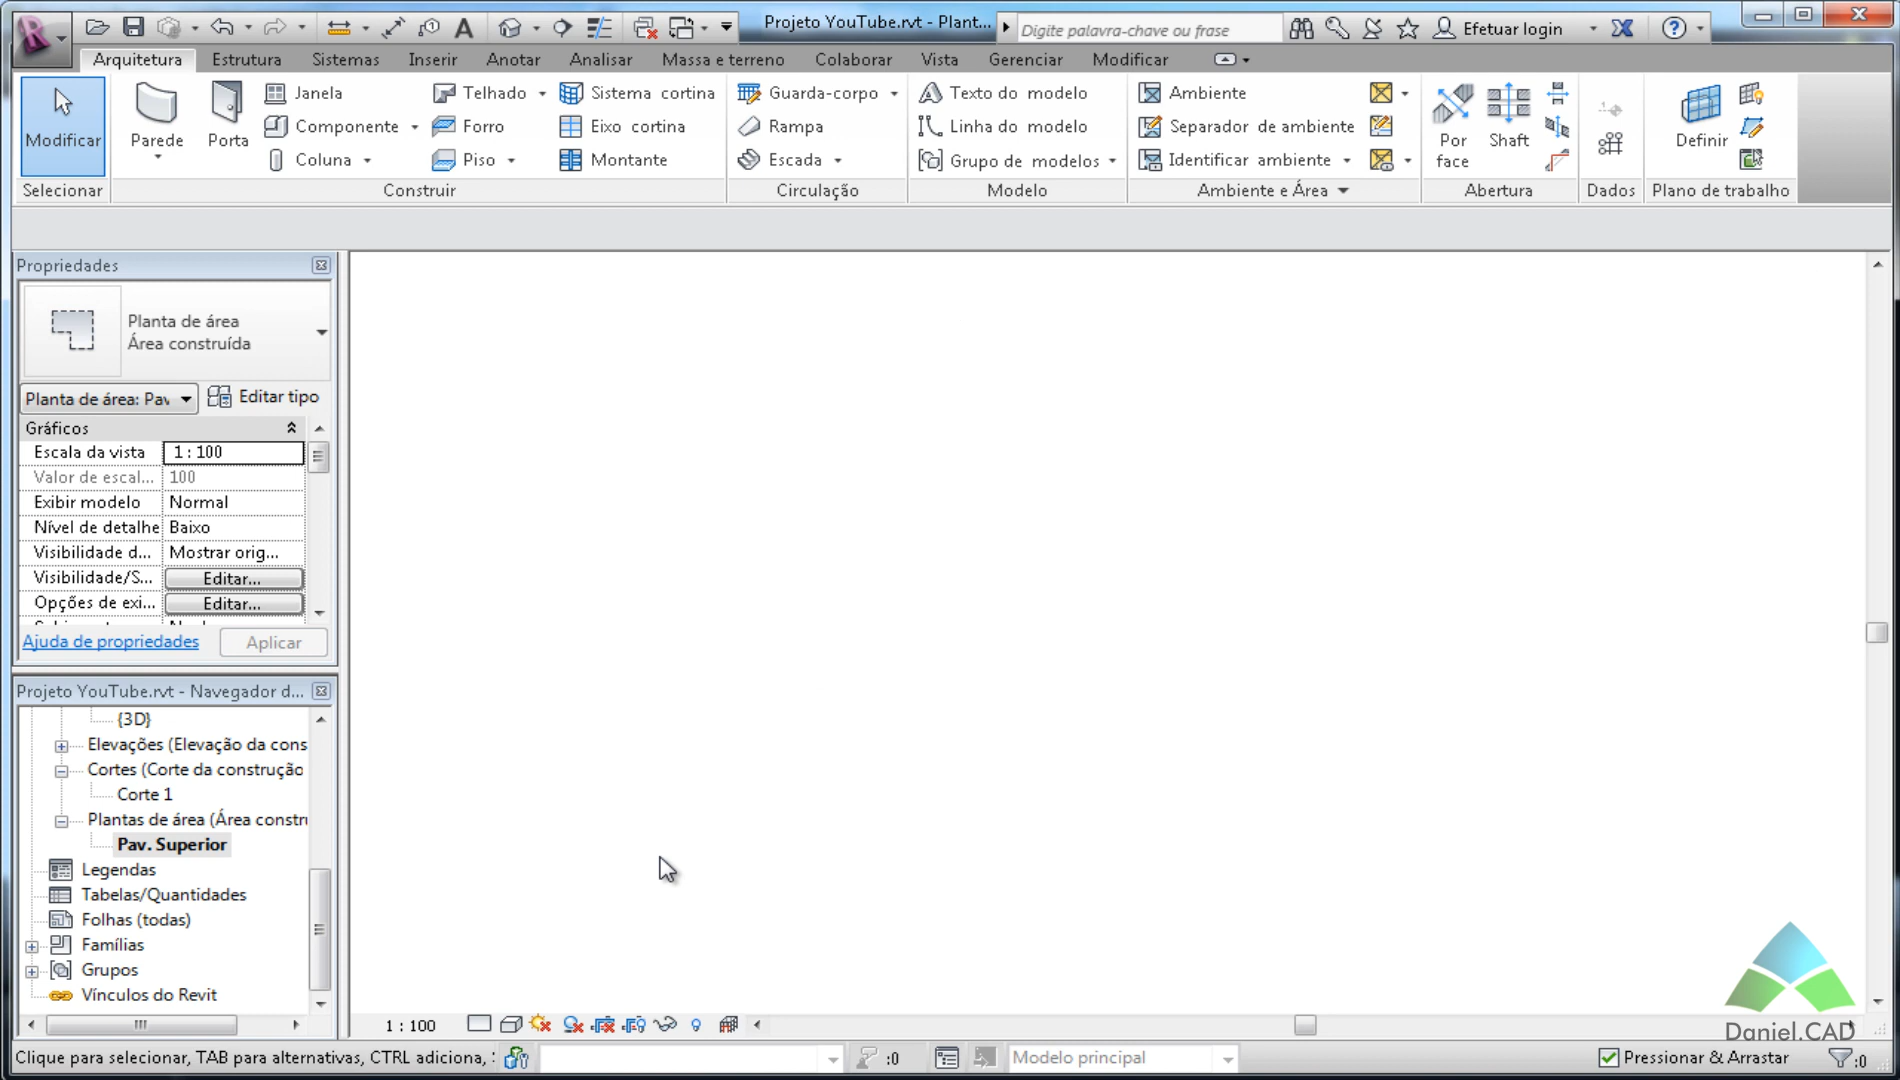 Projeto YouTube.rvt - Plant...
Digite palavra-chave ou frase
Efetuar login
Arquitetura Estrutura Sistemas Inserir Anotar Analisar Massa e terreno Colaborar Vista Gerenciar Modificar
Modificar
Parede
Porta
Janela
Componente
Coluna
Telhado
Forro
Piso
Sistema cortina
Eixo cortina
Montante
Guarda-corpo
Rampa
Escada
Texto do modelo
Linha do modelo
Grupo de modelos
Ambiente
Separador de ambiente
Identificar ambiente
Por
face
Shaft
Definir
Selecionar Construir Circulação Modelo Ambiente e Área Abertura Dados Plano de trabalho
Propriedades
Planta de área
Área construída
Planta de área: Pav
Editar tipo
Gráficos
Escala da vista 1 : 100
Valor de escal... 100
Exibir modelo Normal
Nível de detalhe Baixo
Visibilidade d... Mostrar orig...
Visibilidade/S... Editar...
Opções de exi... Editar...
Ajuda de propriedades
Aplicar
Projeto YouTube.rvt - Navegador d...
{3D}
Elevações (Elevação da cons
Cortes (Corte da construção
Corte 1
Plantas de área (Área constru
Pav. Superior
Legendas
Tabelas/Quantidades
Folhas (todas)
Famílias
Grupos
Vínculos do Revit
1 : 100
Daniel.CAD
Clique para selecionar, TAB para alternativas, CTRL adiciona,
:0
Modelo principal
Pressionar & Arrastar
:0